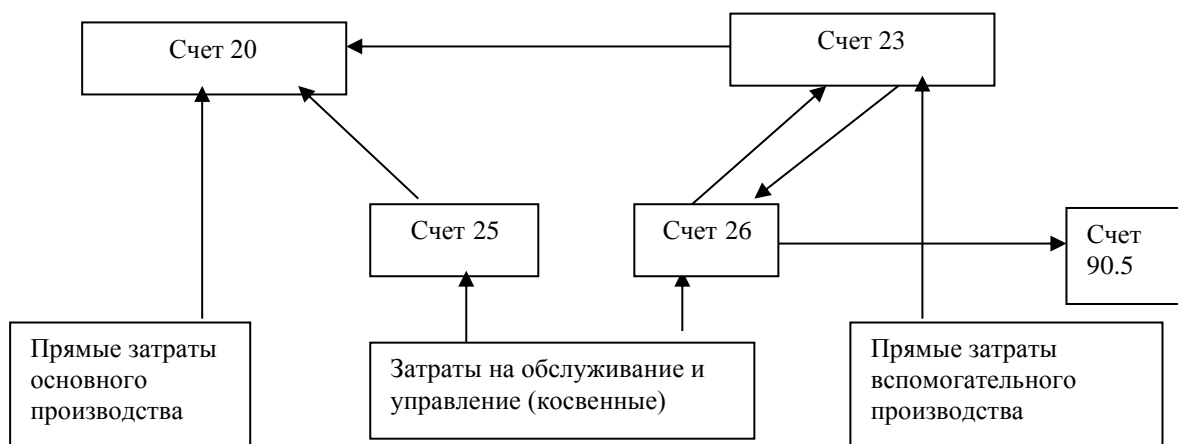 Счет 20
Счет 23
Счет 25
Счет 26
Счет
90.5
Прямые затраты
основного
производства
Затраты на обслуживание и
управление (косвенные)
Прямые затраты
вспомогательного
производства